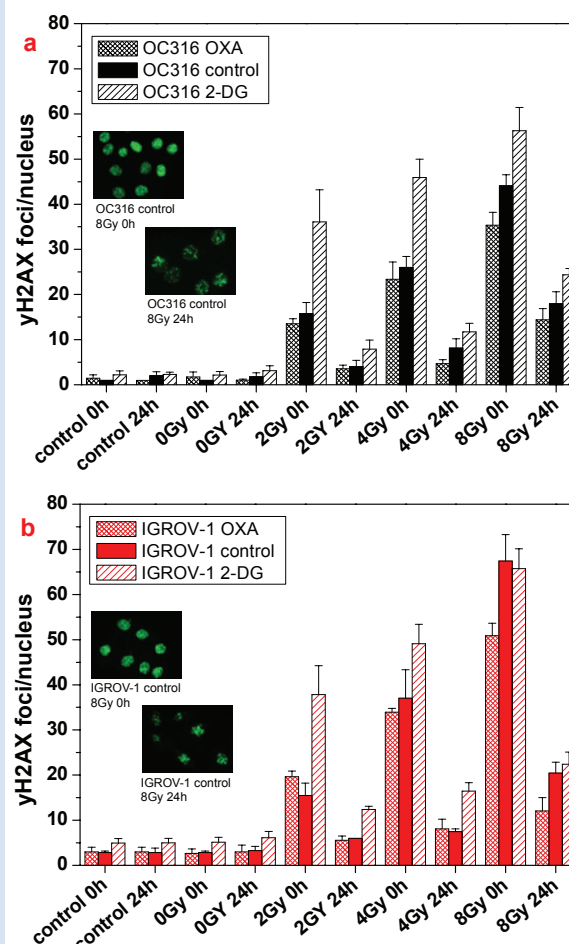 a
80
70
60
50
40
30
20
10
0
yH2AX foci/nucleus
OC316 OXA
OC316 control
OC316 2-DG
OC316 control
8Gy 0h
OC316 control
8Gy 24h
control 0h
control 24h
0Gy 0h
0GY 24h
2Gy 0h
2GY 24h
4Gy 0h
4Gy 24h
8Gy 0h
8Gy 24h
b
80
70
60
50
40
30
20
10
0
yH2AX foci/nucleus
IGROV-1 OXA
IGROV-1 control
IGROV-1 2-DG
IGROV-1 control
8Gy 0h
IGROV-1 control
8Gy 24h
control 0h
control 24h
0Gy 0h
0GY 24h
2Gy 0h
2GY 24h
4Gy 0h
4Gy 24h
8Gy 0h
8Gy 24h